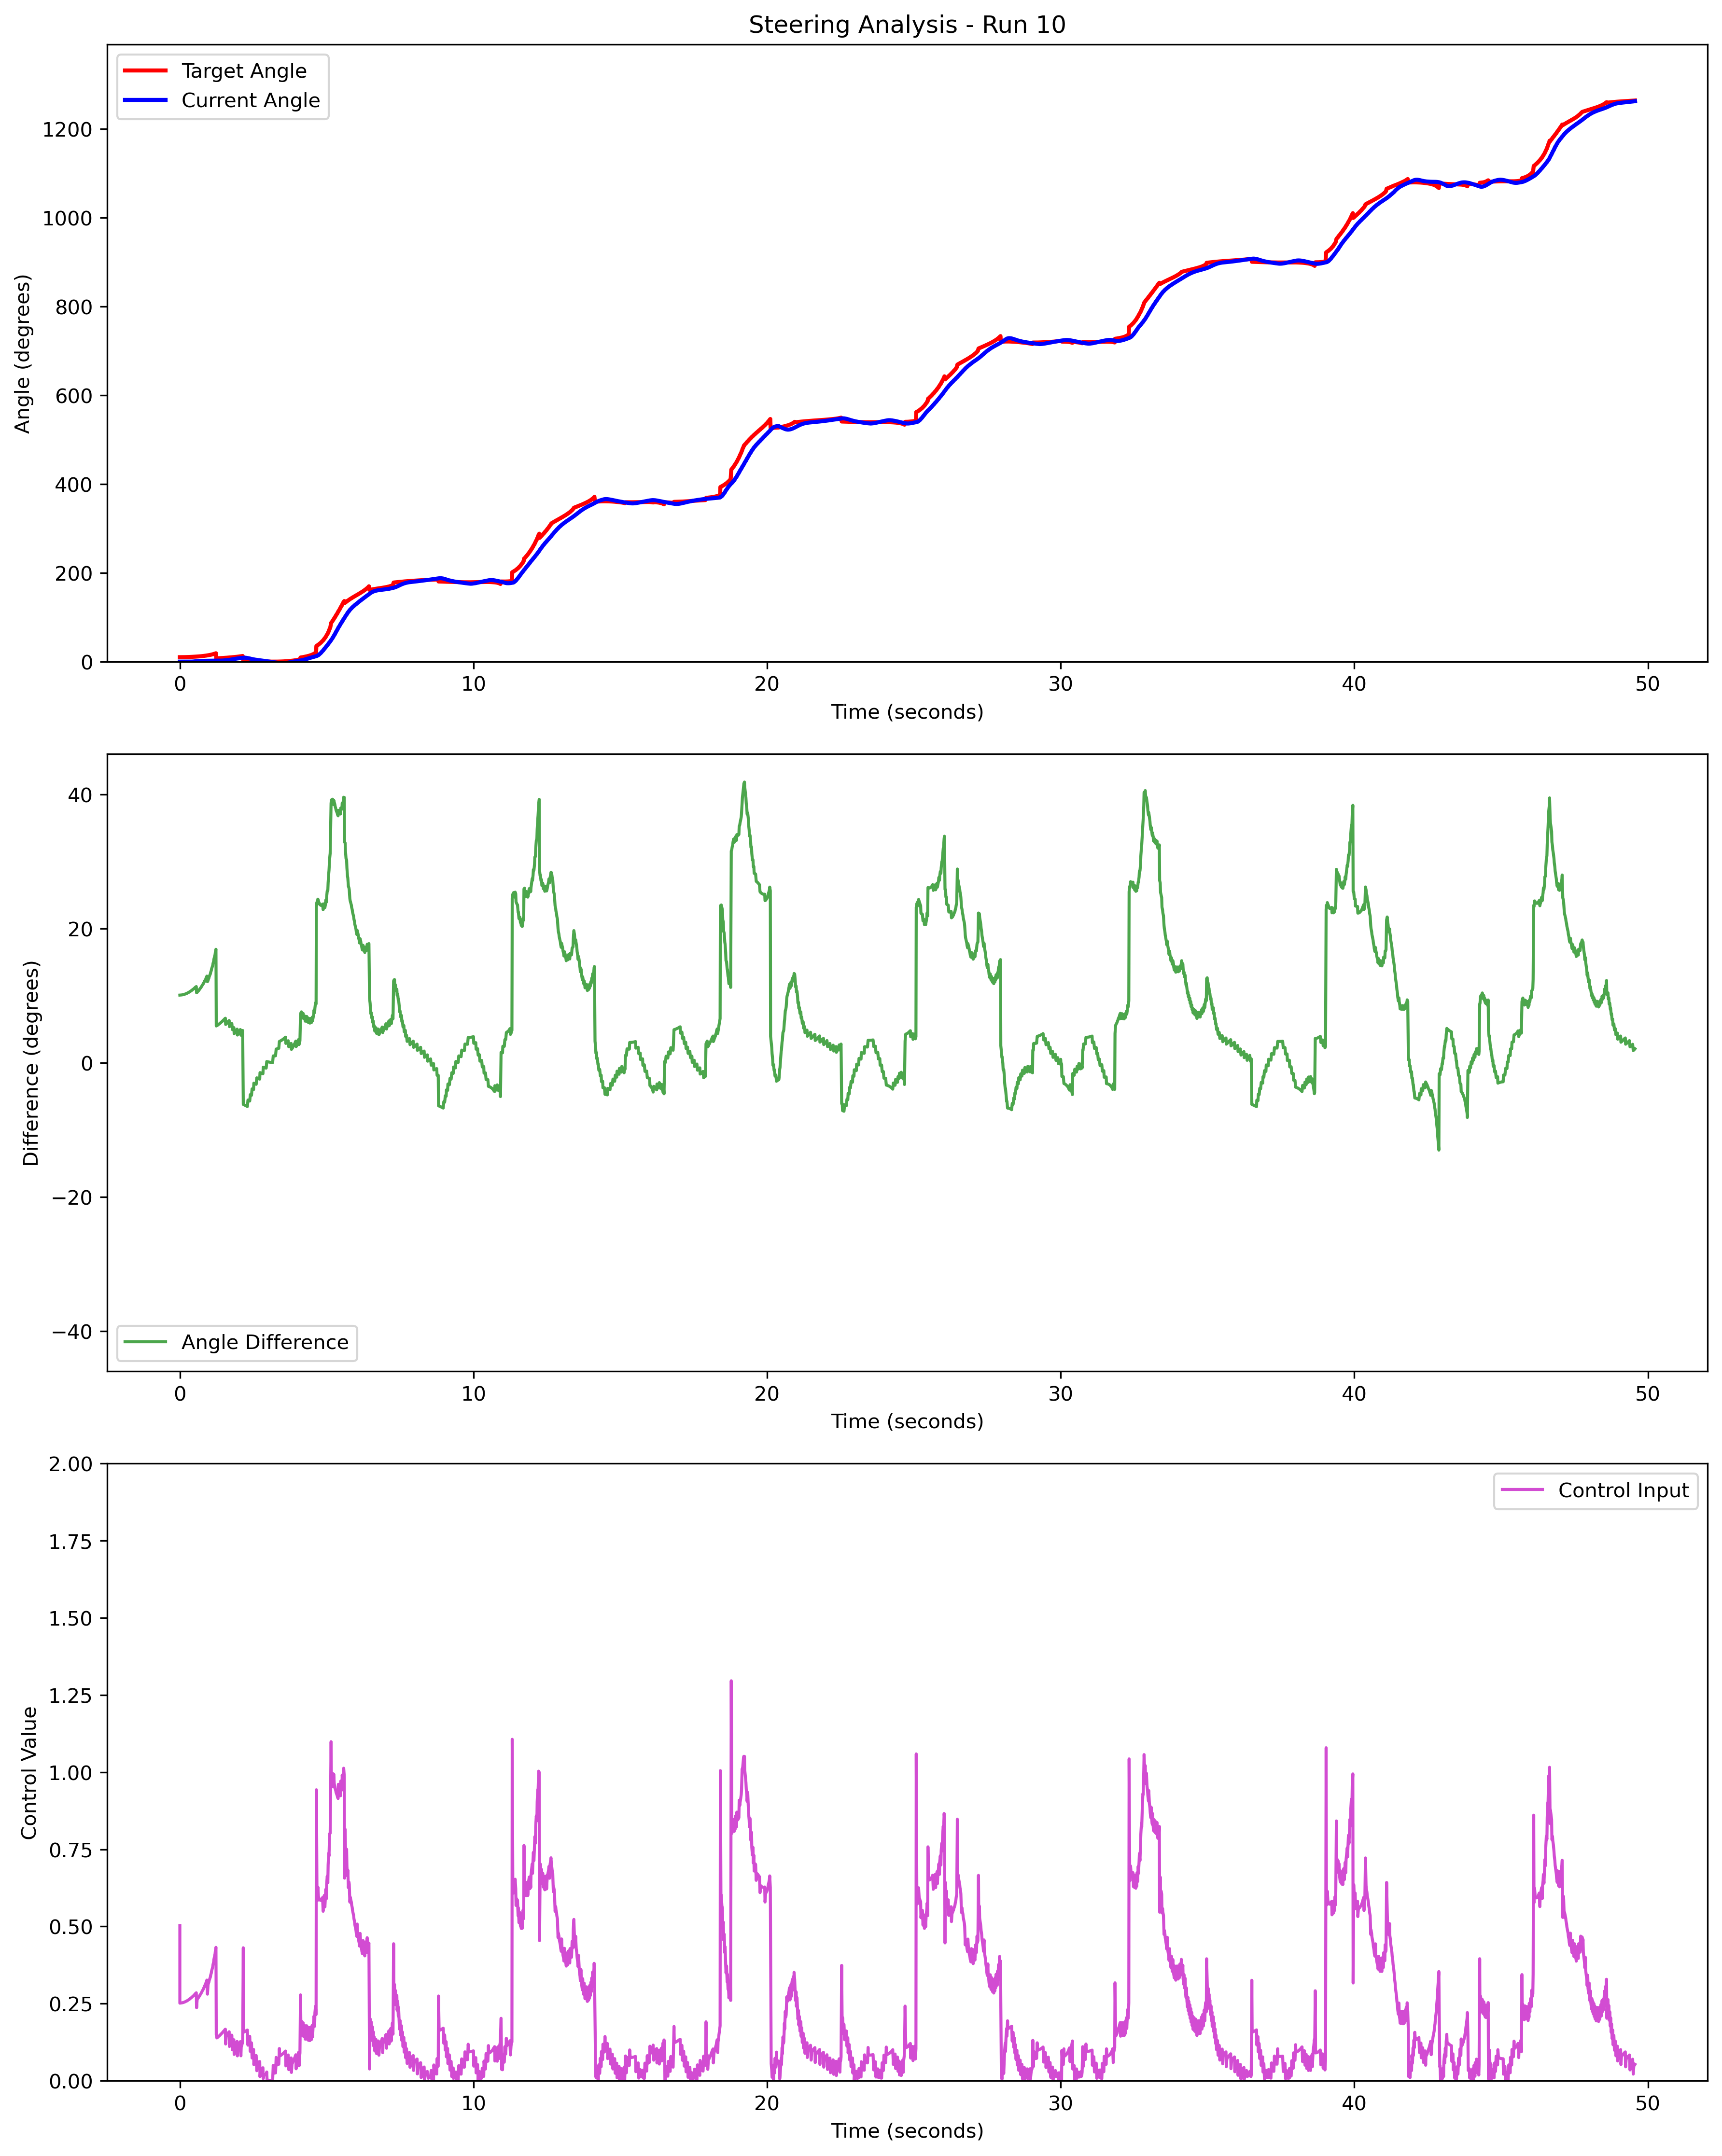 Steering Analysis - Run 10
Target Angle
Current Angle
Angle (degrees)
1200
1000
800
600
400
200
0
0 10 20 30 40 50
Time (seconds)
Difference (degrees)
40
20
0
−20
−40
Angle Difference
0 10 20 30 40 50
Time (seconds)
Control Value
2.00
1.75
1.50
1.25
1.00
0.75
0.50
0.25
0.00
Control Input
0 10 20 30 40 50
Time (seconds)